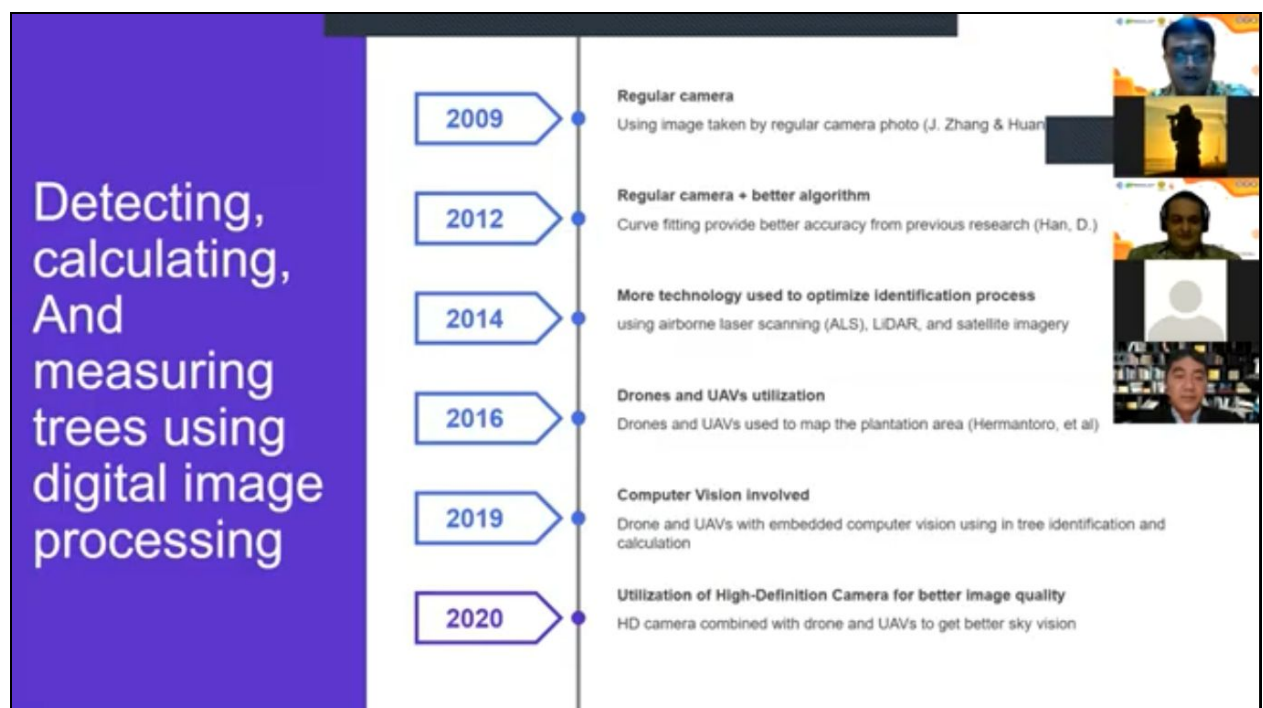 Detecting,
calculating,
And
measuring
trees using
digital image
processing
2009
Regular camera
Using image taken by regular camera photo (J. Zhang & Huan
2012
Regular camera + better algorithm
Curve fitting provide better accuracy from previous research (Han, D.)
2014
More technology used to optimize identification process
using airborne laser scanning (ALS), LiDAR, and satellite imagery
2016
Drones and UAVs utilization
Drones and UAVs used to map the plantation area (Hermantoro, et al)
2019
Computer Vision involved
Drone and UAVs with embedded computer vision using in tree identification and
calculation
2020
Utilization of High-Definition Camera for better image quality
HD camera combined with drone and UAVs to get better sky vision